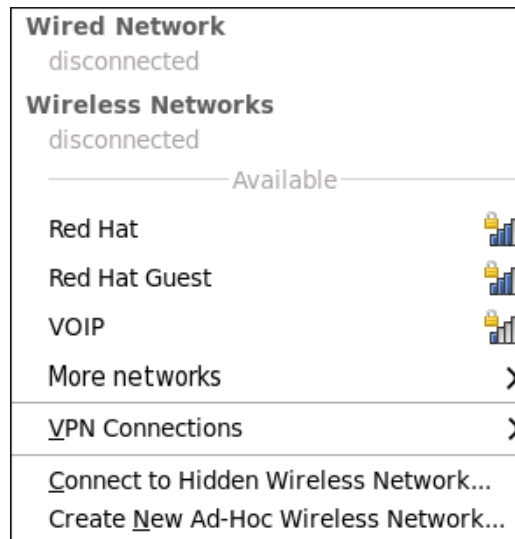 Wired Network
disconnected
Wireless Networks
disconnected
Available
Red Hat
Red Hat Guest
VOIP
More networks
VPN Connections
Connect to Hidden Wireless Network...
Create New Ad-Hoc Wireless Network...